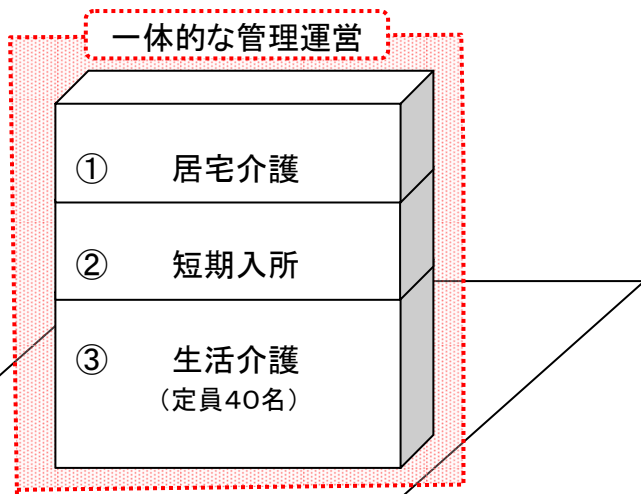 一体的な管理運営
① 居宅介護
② 短期入所
③ 生活介護
（定員40名）